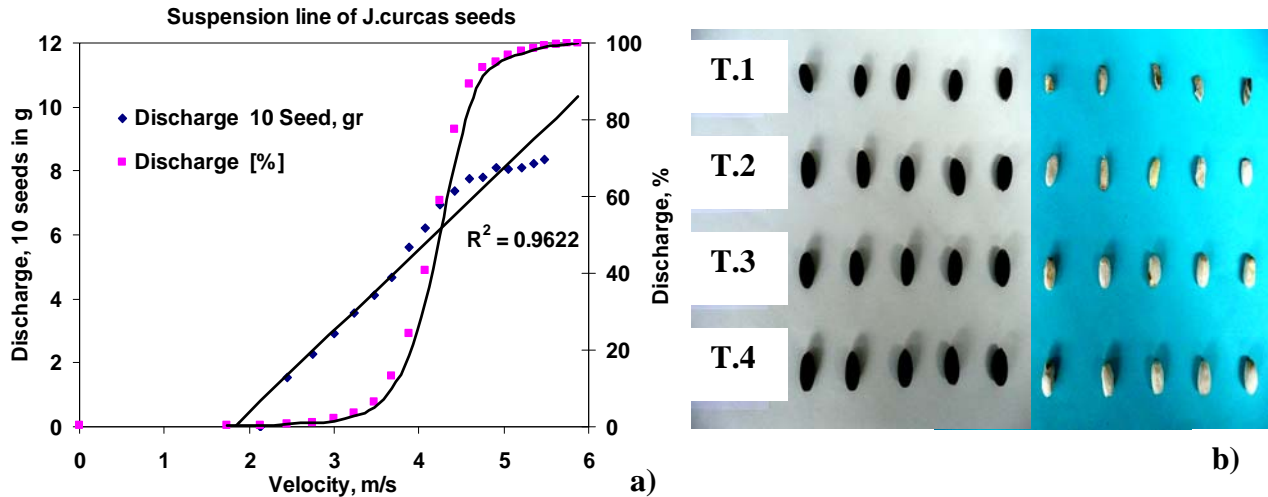 Suspension line of J.curcas seeds
12
10
8
6
4
2
0
Discharge, 10 seeds in g
Discharge 10 Seed, gr
Discharge [%]
R² = 0.9622
100
80
60
40
20
0
Discharge, %
0 1 2 3 4 5 6
Velocity, m/s
a)
T.1
T.2
T.3
T.4
b)